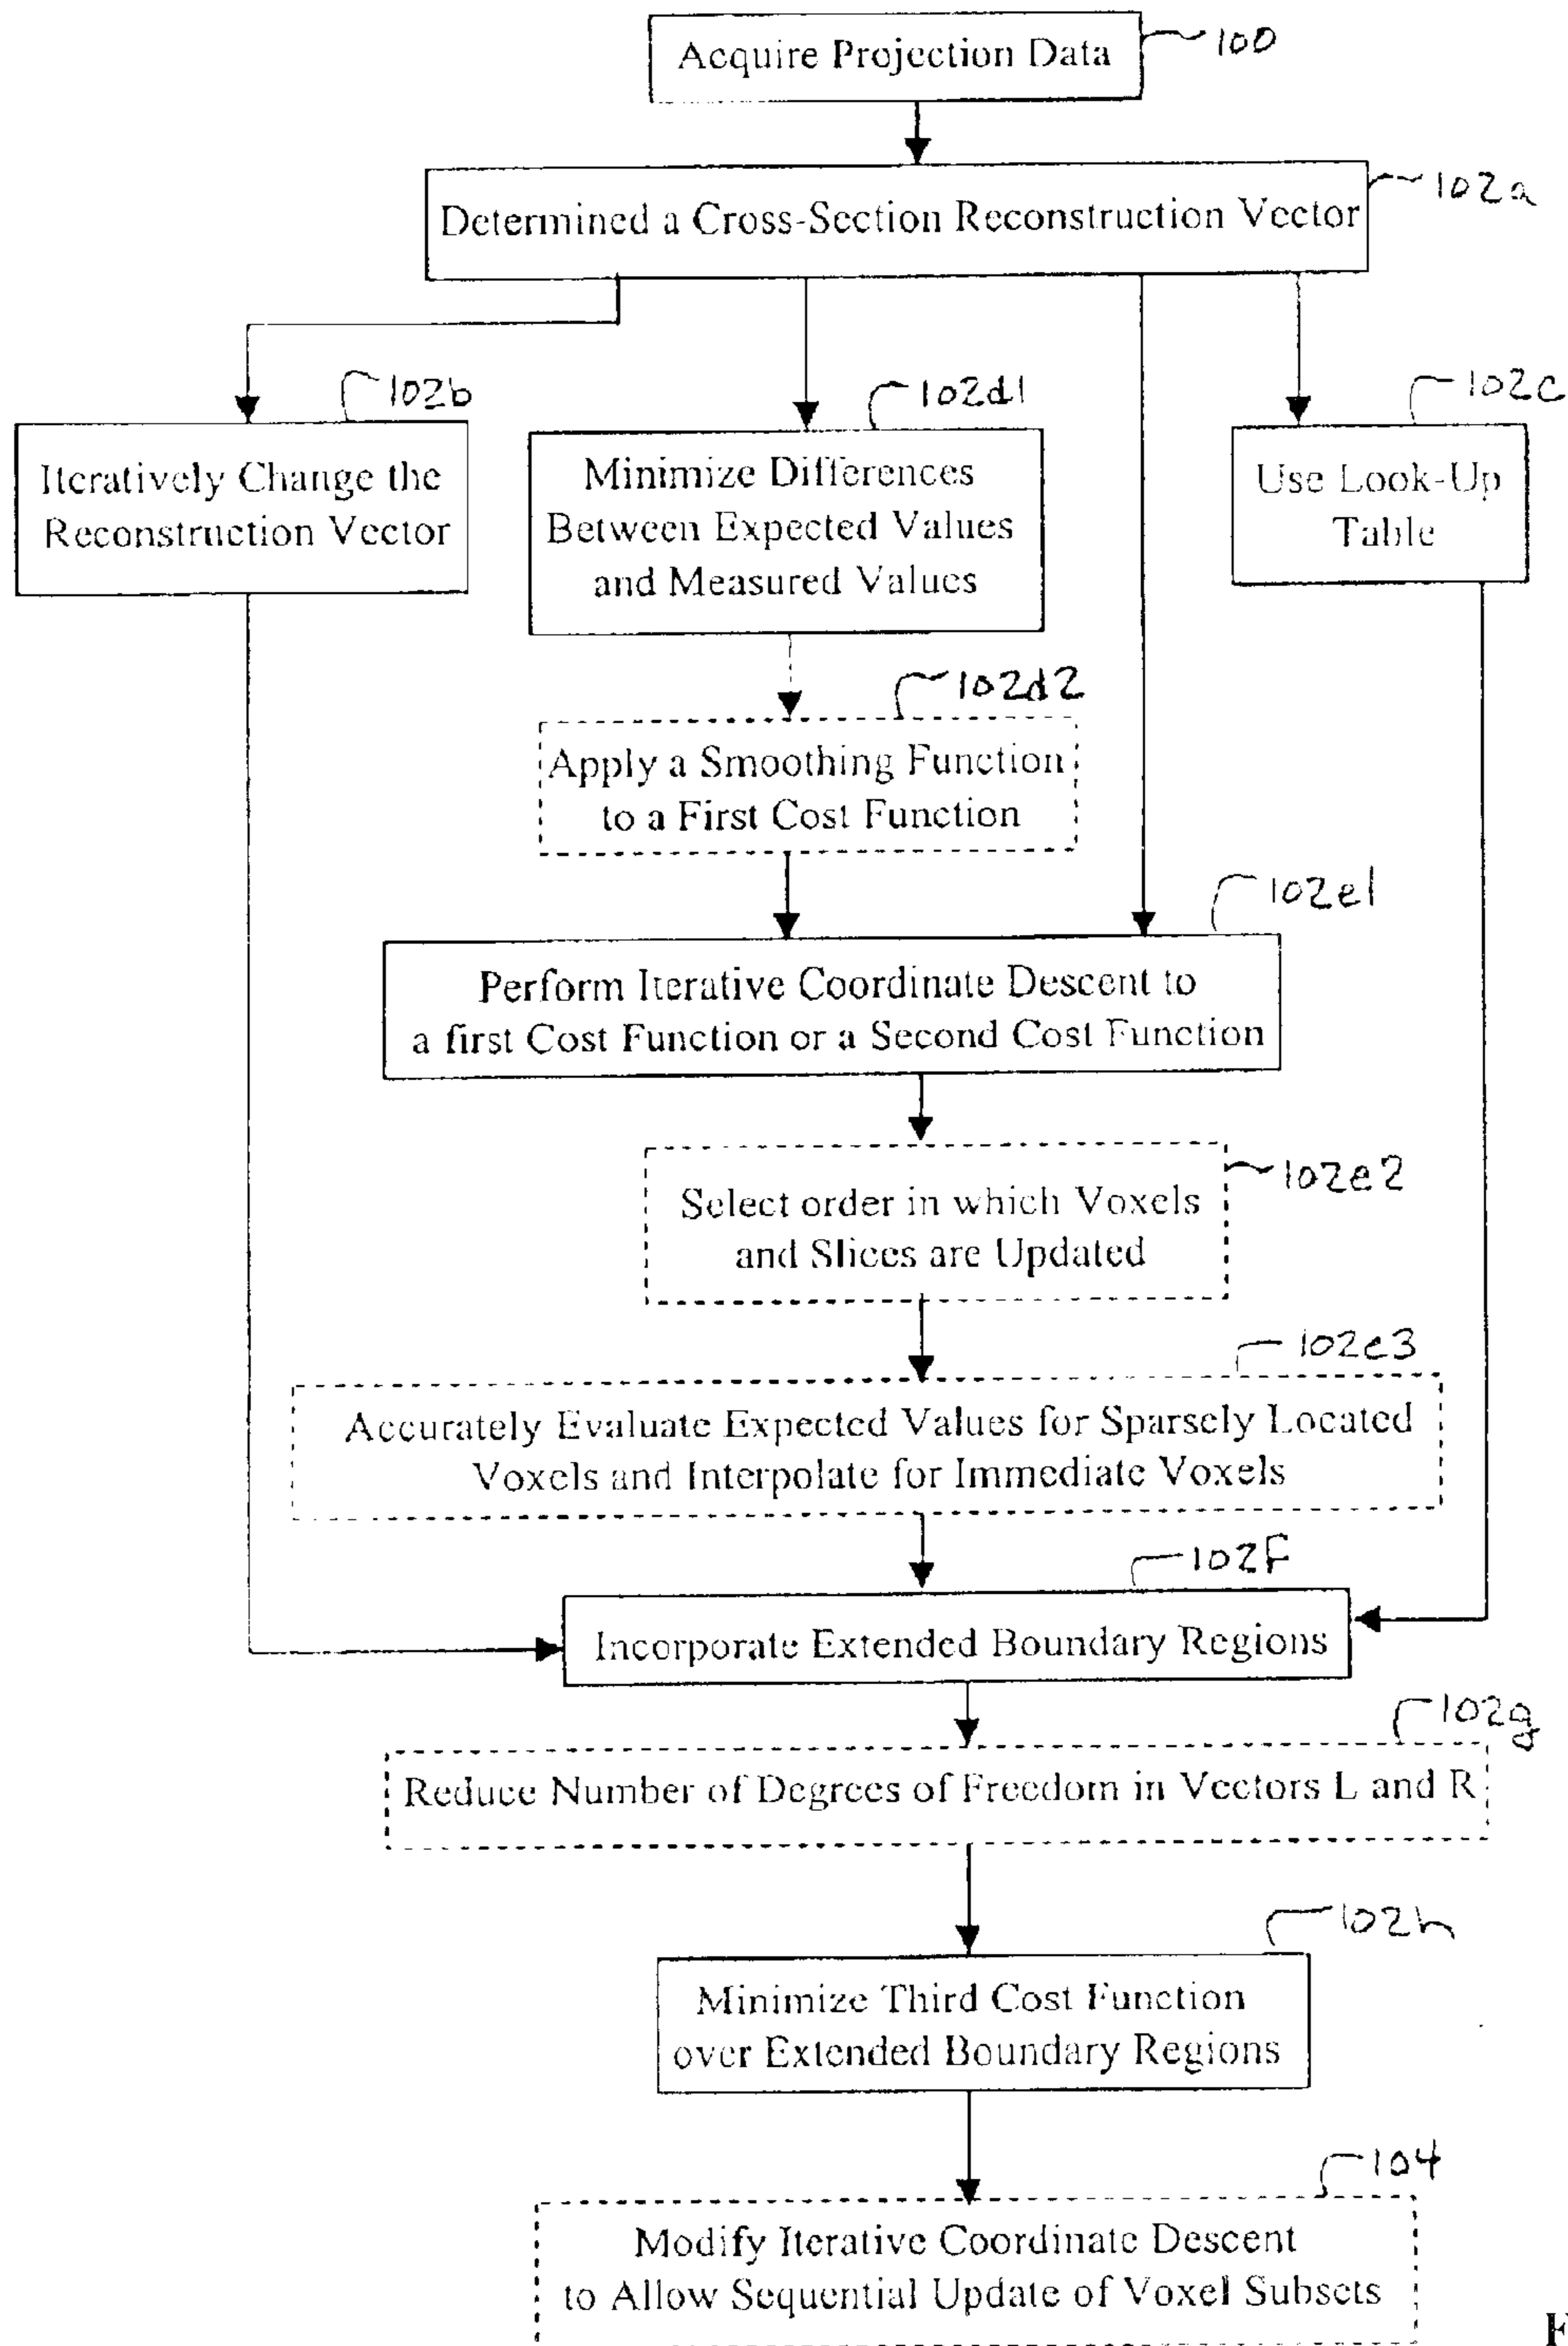 Acquire Projection Data
100
Determined a Cross-Section Reconstruction Vector
102a
102b
Iteratively Change the
Reconstruction Vector
102d1
Minimize Differences
Between Expected Values
and Measured Values
102c
Use Look-Up
Table
102d2
Apply a Smoothing Function
to a First Cost Function
102e1
Perform Iterative Coordinate Descent to
a first Cost Function or a Second Cost Function
102e2
Select order in which Voxels
and Slices are Updated
102e3
Accurately Evaluate Expected Values for Sparsely Located
Voxels and Interpolate for Immediate Voxels
102f
Incorporate Extended Boundary Regions
102g
Reduce Number of Degrees of Freedom in Vectors L and R
102h
Minimize Third Cost Function
over Extended Boundary Regions
104
Modify Iterative Coordinate Descent
to Allow Sequential Update of Voxel Subsets